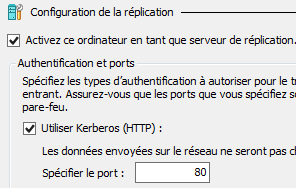 Configuration de la réplication
Activez ce ordinateur en tant que serveur de réplication.
Authentification et ports
Spécifiez les types d'authentification à autoriser pour le
entrant. Assurez-vous que les ports que vous spécifiez
pare-feu.
Utiliser Kerberos (HTTP) :
Les données envoyées sur le réseau ne seront pas
Spécifier le port : 80